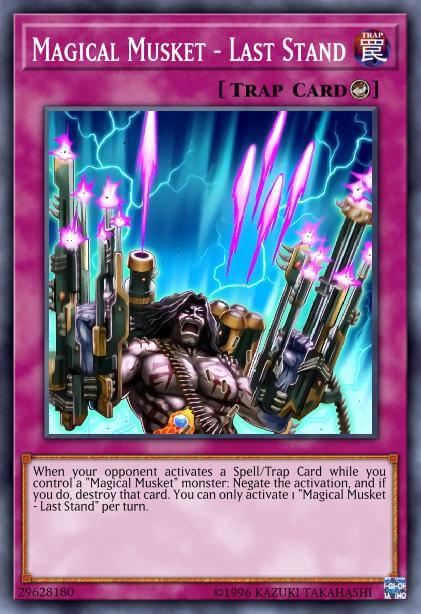 MAGICAL MUSKET - LAST STAND
TRAP
罠
[TRAP CARD]
When your opponent activates a Spell/Trap Card while you
control a "Magical Musket" monster: Negate the activation, and if
you do, destroy that card. You can only activate 1 "Magical Musket
- Last Stand" per turn.
29628180
©1996 KAZUKI TAKAHASHI